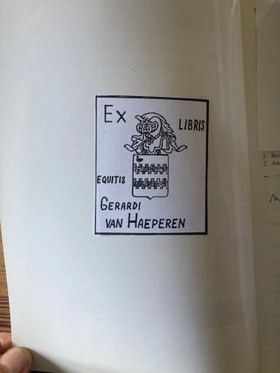 Ex
LIBRIS
EQUITIS
GERARDI
VAN HAEPEREN